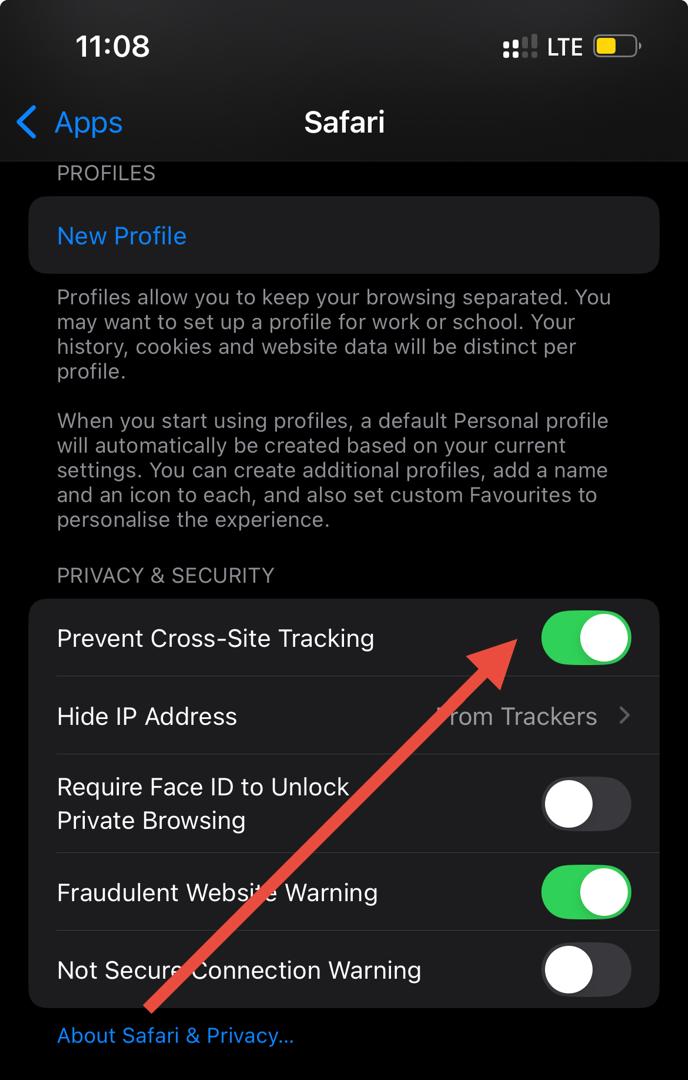 11:08 LTE
Apps Safari
PROFILES
New Profile
Profiles allow you to keep your browsing separated. You
may want to set up a profile for work or school. Your
history, cookies and website data will be distinct per
profile.
When you start using profiles, a default Personal profile
will automatically be created based on your current
settings. You can create additional profiles, add a name
and an icon to each, and also set custom Favourites to
personalise the experience.
PRIVACY & SECURITY
Prevent Cross-Site Tracking
Hide IP Address From Trackers
Require Face ID to Unlock
Private Browsing
Fraudulent Website Warning
Not Secure Connection Warning
About Safari & Privacy...